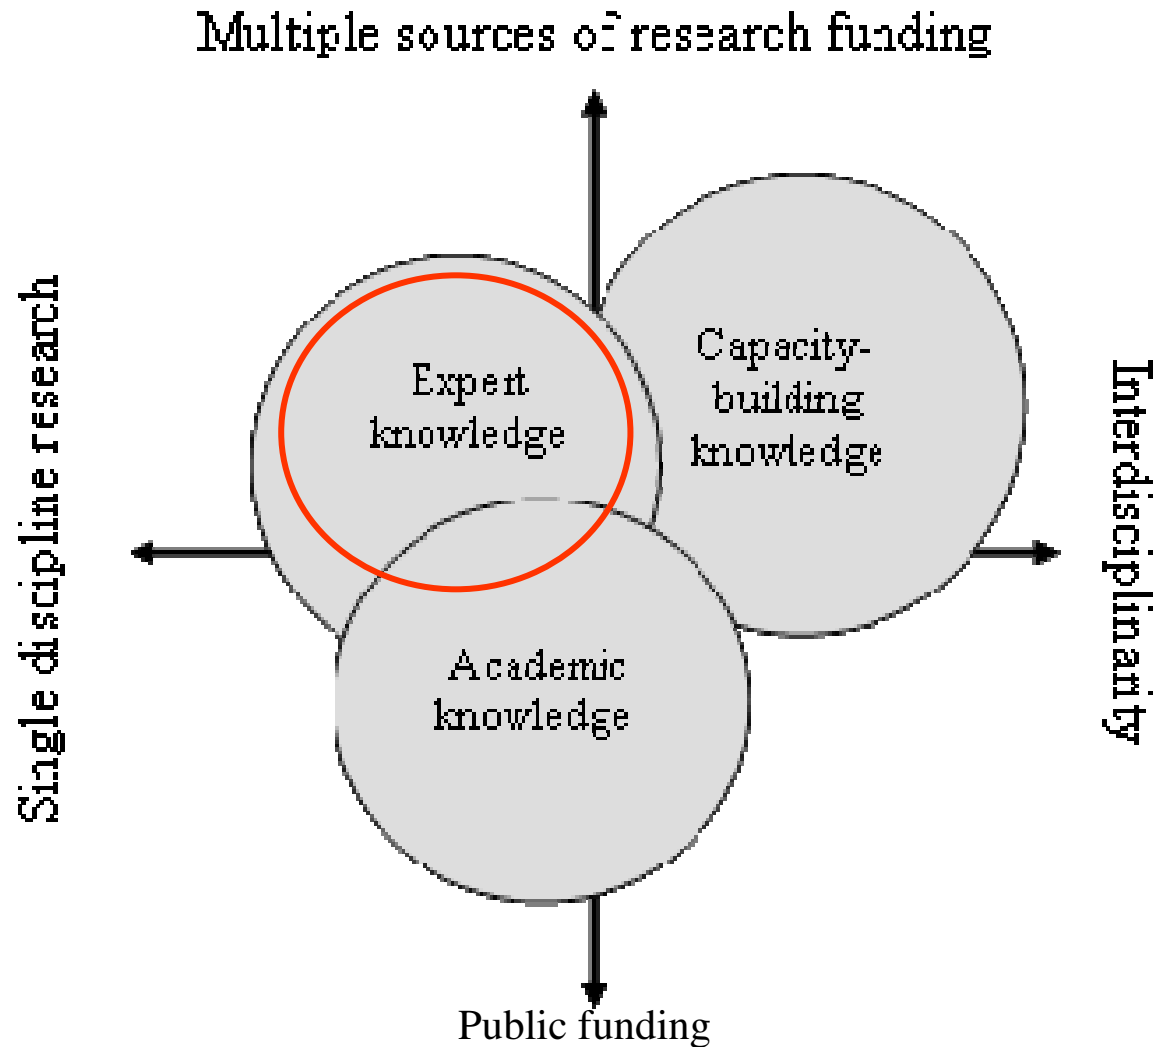 Multiple sources of research funding
Single discipline research
Expert
knowledge
Capacity-
building
knowledge
Interdisciplinarity
Academic
knowledge
Public funding